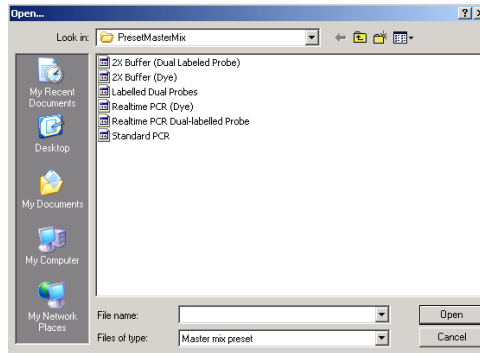 Open...
Look in: PresetMasterMix
2X Buffer (Dual Labeled Probe)
2X Buffer (Dye)
Labelled Dual Probes
Realtime PCR (Dye)
Realtime PCR Dual-labelled Probe
Standard PCR
My Recent
Documents
Desktop
My Documents
My Computer
My Network
Places
File name: Open
Files of type: Master mix preset Cancel